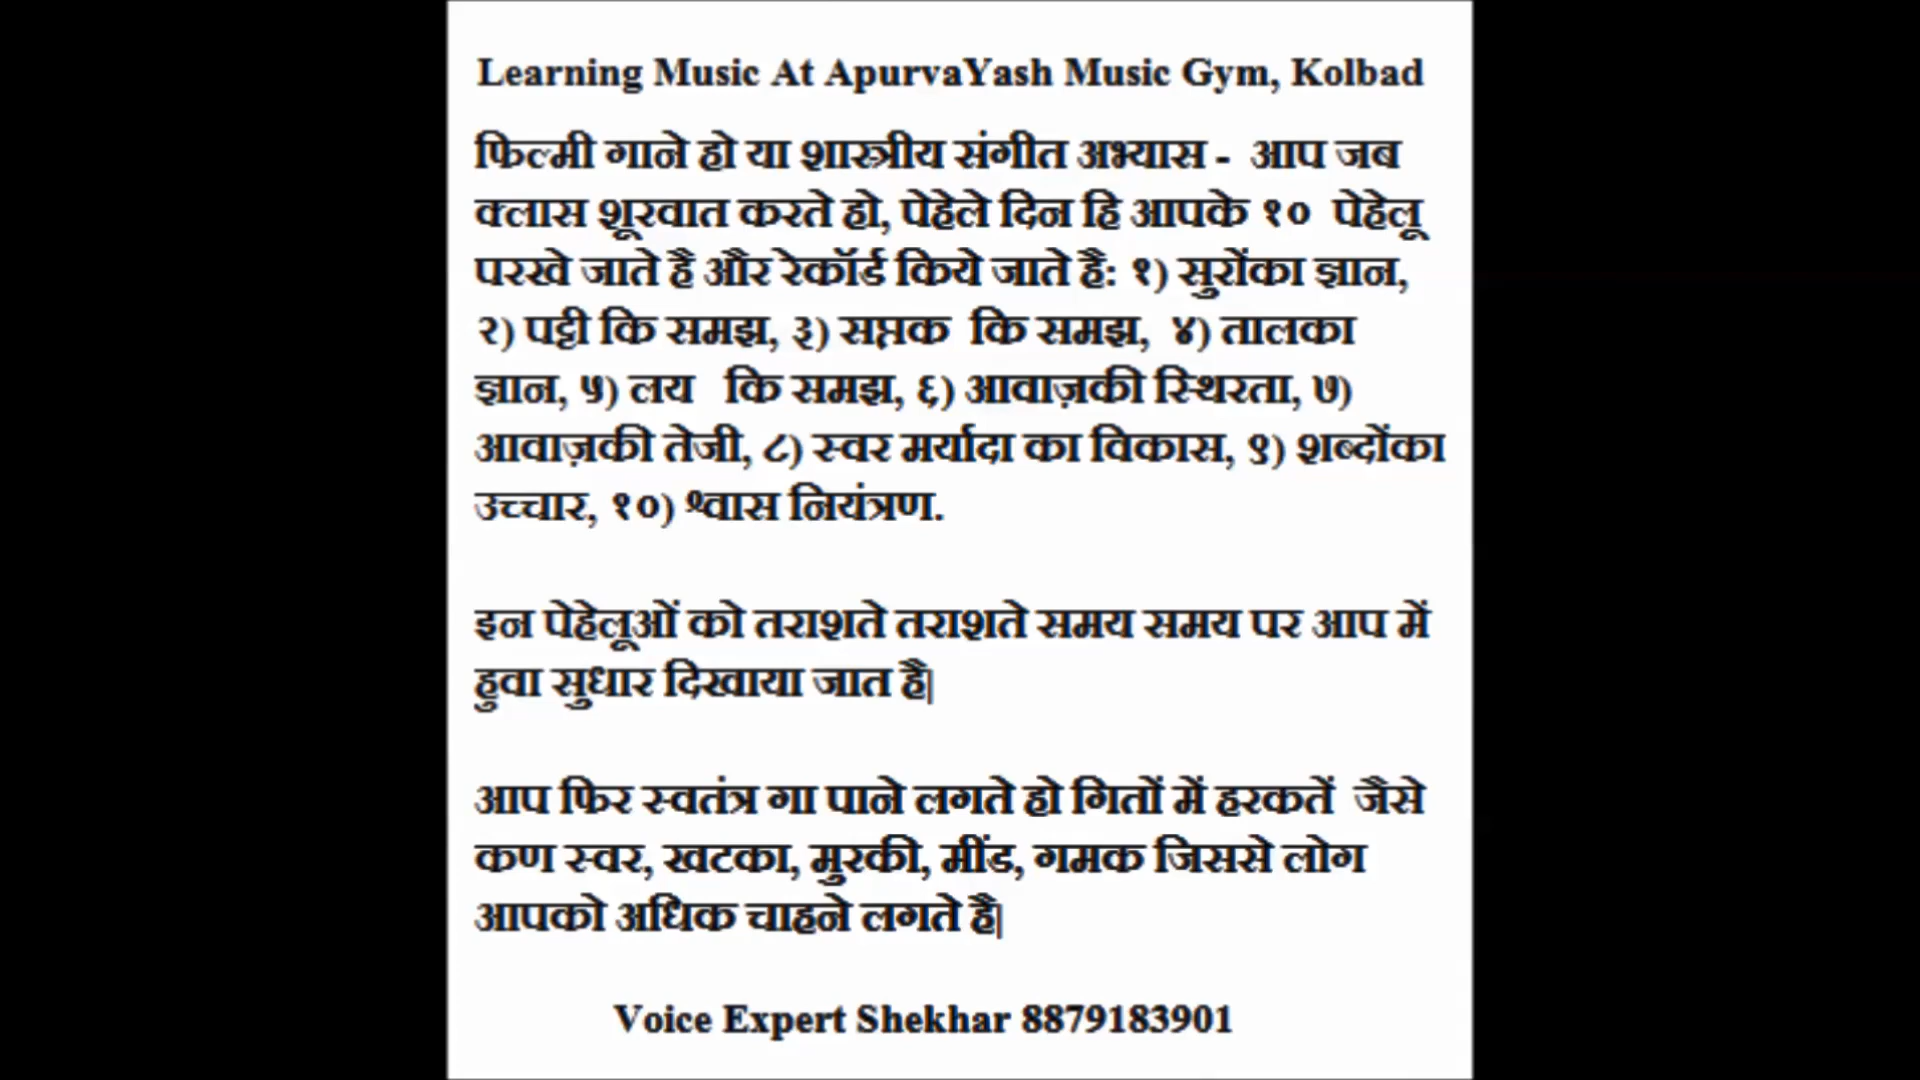 Learning Music At ApurvaYash Music Gym, Kolbad
फिल्मी गाने हो या शास्त्रीय संगीत अभ्यास - आप जब
क्लास शूरवात करते हो, पेहेले दिन हि आपके १० पेहेलू
परखे जाते है और रेकॉर्ड किये जाते है: १) सुरोंका ज्ञान,
२) पट्टी कि समझ, ३) सप्तक कि समझ, ४) तालका
ज्ञान, ५) लय कि समझ, ६) आवाज़की स्थिरता, ७)
आवाज़की तेजी, ८) स्वर मर्यादा का विकास, ९) शब्दोंका
उच्चार, १०) श्वास नियंत्रण.
इन पेहेलूओं को तराशते तराशते समय समय पर आप में
हुवा सुधार दिखाया जात है|
आप फिर स्वतंत्र गा पाने लगते हो गितों में हरकतें जैसे
कण स्वर, खटका, मुरकी, मींड, गमक जिससे लोग
आपको अधिक चाहने लगते है|
Voice Expert Shekhar 8879183901